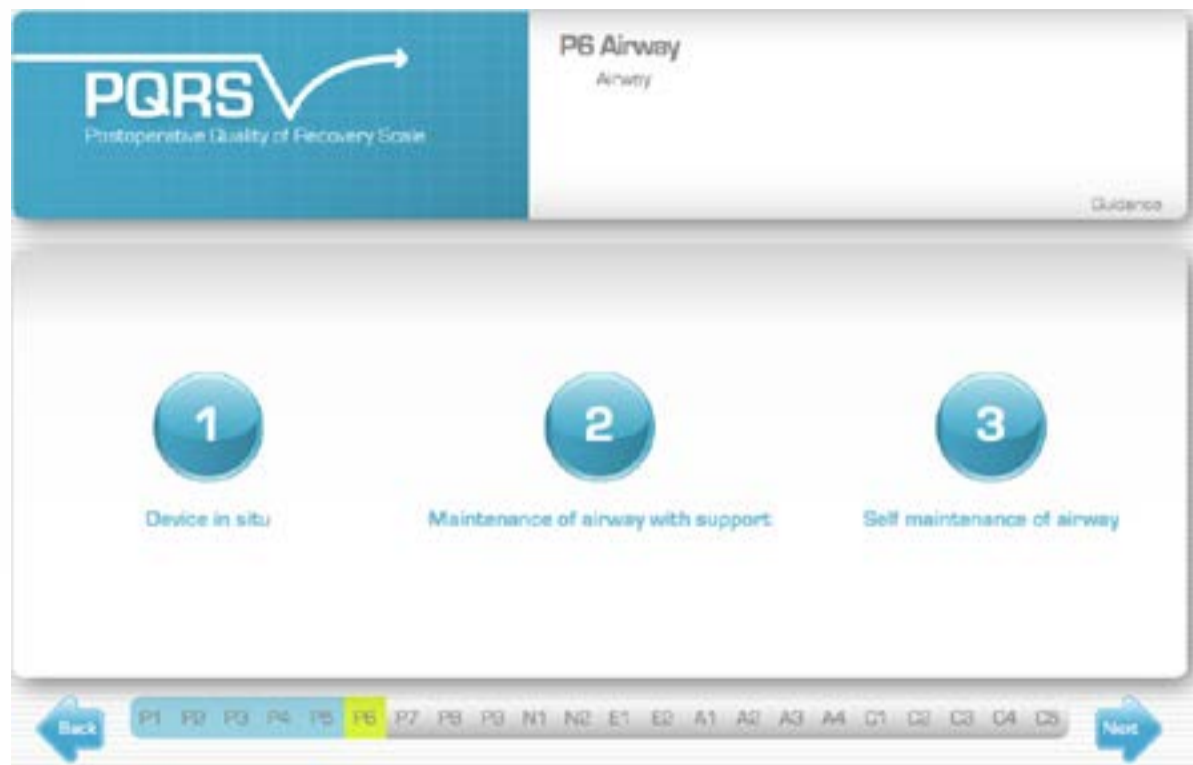 P6 Airway
Airway
PQRS
Postoperative Quality of Recovery Scale
Guidance
1
2
3
Device in situ
Maintenance of airway with support
Self maintenance of airway
Back
P1 P2 P3 P4 P5 P6 P7 P8 P9 N1 N2 E1 E2 A1 A2 A3 A4 C1 C2 C3 C4 C5
Next